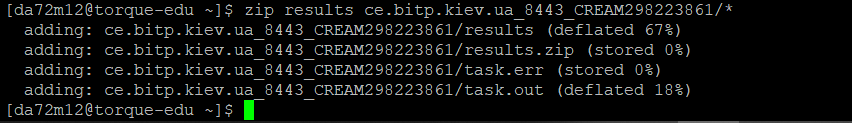 [da72m12@torque-edu ~]$ zip results ce.bitp.kiev.ua_8443_CREAM298223861/*
  adding: ce.bitp.kiev.ua_8443_CREAM298223861/results (deflated 67%)
  adding: ce.bitp.kiev.ua_8443_CREAM298223861/results.zip (stored 0%)
  adding: ce.bitp.kiev.ua_8443_CREAM298223861/task.err (stored 0%)
  adding: ce.bitp.kiev.ua_8443_CREAM298223861/task.out (deflated 18%)
[da72m12@torque-edu ~]$